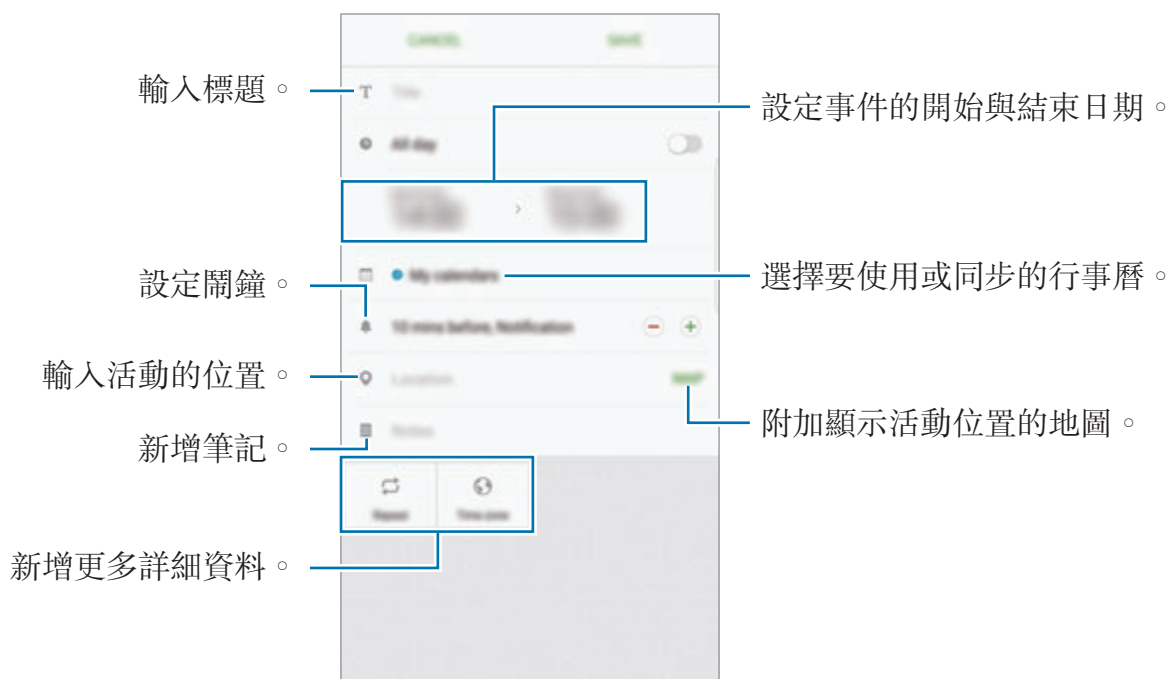 CANCEL
SAVE
輸入標題。
Title
設定事件的開始與結束日期。
All day
設定鬧鐘。
My calendars
選擇要使用或同步的行事曆。
10 mins before, Notification
輸入活動的位置。
Location
MAP
附加顯示活動位置的地圖。
新增筆記。
Notes
Repeat
Time zone
新增更多詳細資料。